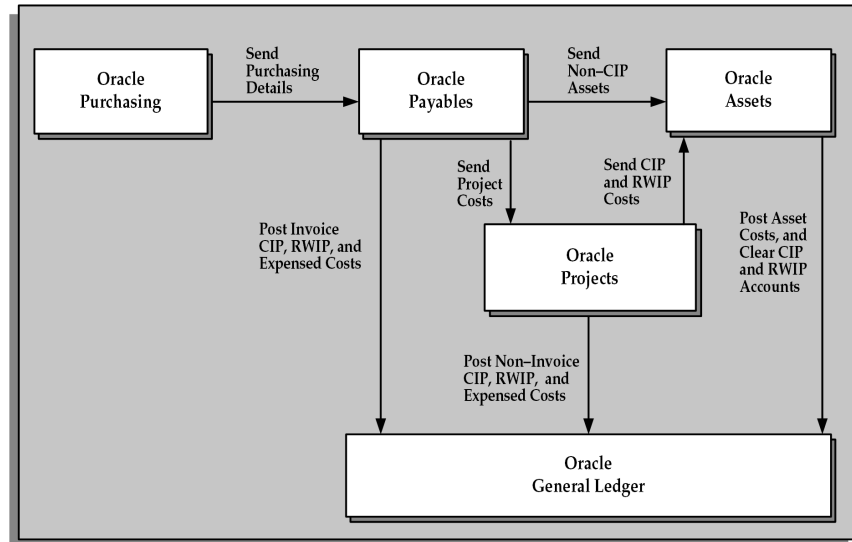 Oracle
Purchasing
Send
Purchasing
Details
Oracle
Payables
Send
Non–CIP
Assets
Oracle
Assets
Send
Project
Costs
Send CIP
and RWIP
Costs
Post Invoice
CIP, RWIP, and
Expensed Costs
Oracle
Projects
Post Asset
Costs, and
Clear CIP
and RWIP
Accounts
Post Non–Invoice
CIP, RWIP, and
Expensed Costs
Oracle
General Ledger